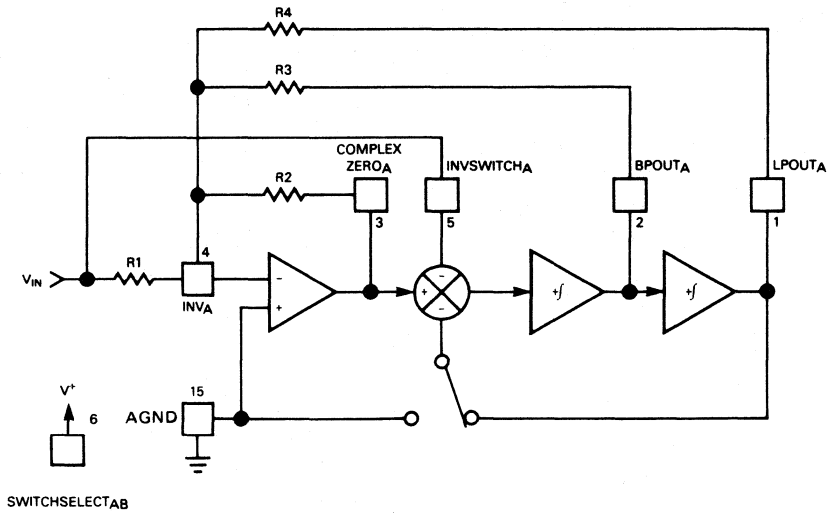 R4
R3
COMPLEX
ZEROA
INVSWITCHA
BPOUTA
LPOUTA
R2
3
5
2
1
4
R1
VIN
INVA
-
+
+
-
-
+∫
+∫
V+
6
15
AGND
SWITCHSELECTAB